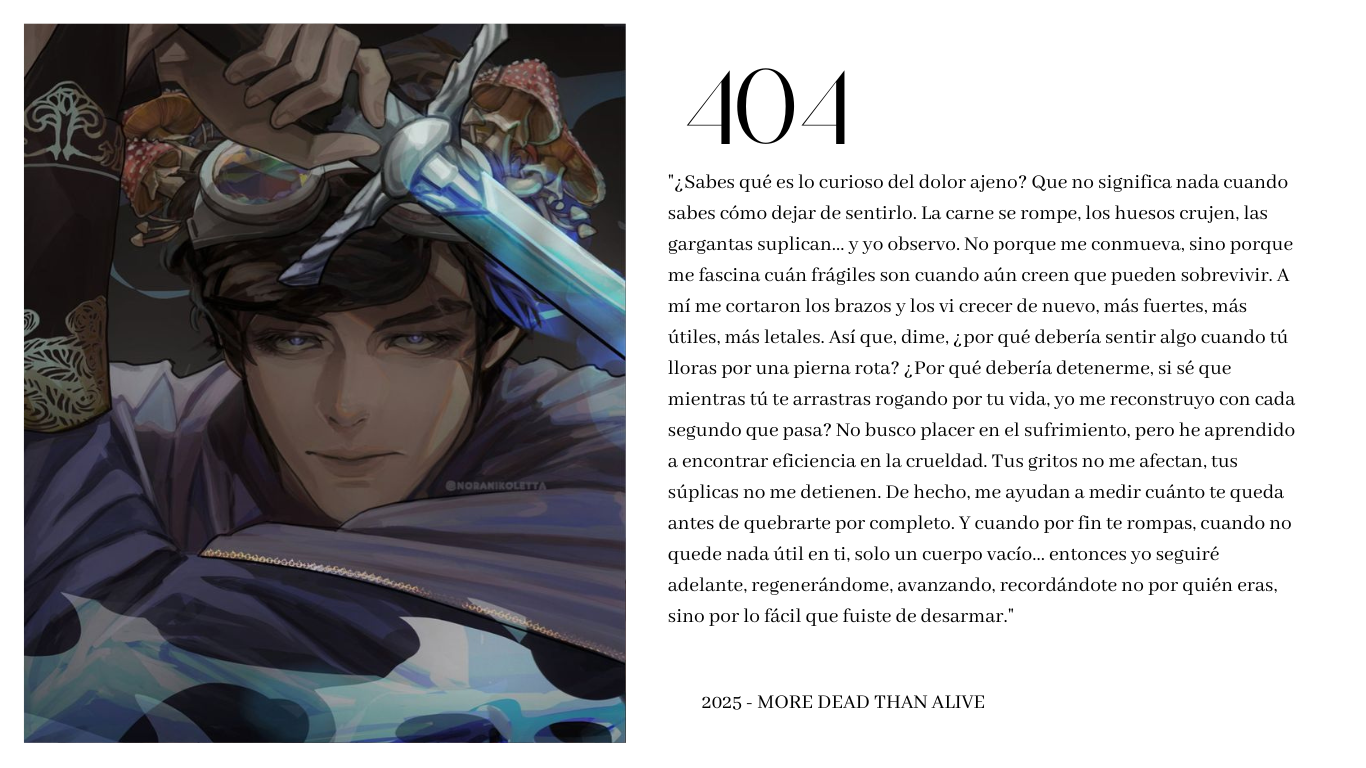 @NORANIKOLETTA
404
"¿Sabes qué es lo curioso del dolor ajeno? Que no significa nada cuando
sabes cómo dejar de sentirlo. La carne se rompe, los huesos crujen, las
gargantas suplican... y yo observo. No porque me conmueva, sino porque
me fascina cuán frágiles son cuando aún creen que pueden sobrevivir. A
mí me cortaron los brazos y los vi crecer de nuevo, más fuertes, más
útiles, más letales. Así que, dime, ¿por qué debería sentir algo cuando tú
lloras por una pierna rota? ¿Por qué debería detenerme, si sé que
mientras tú te arrastras rogando por tu vida, yo me reconstruyo con cada
segundo que pasa? No busco placer en el sufrimiento, pero he aprendido
a encontrar eficiencia en la crueldad. Tus gritos no me afectan, tus
súplicas no me detienen. De hecho, me ayudan a medir cuánto te queda
antes de quebrarte por completo. Y cuando por fin te rompas, cuando no
quede nada útil en ti, solo un cuerpo vacío... entonces yo seguiré
adelante, regenerándome, avanzando, recordándote no por quién eras,
sino por lo fácil que fuiste de desarmar."
2025 - MORE DEAD THAN ALIVE